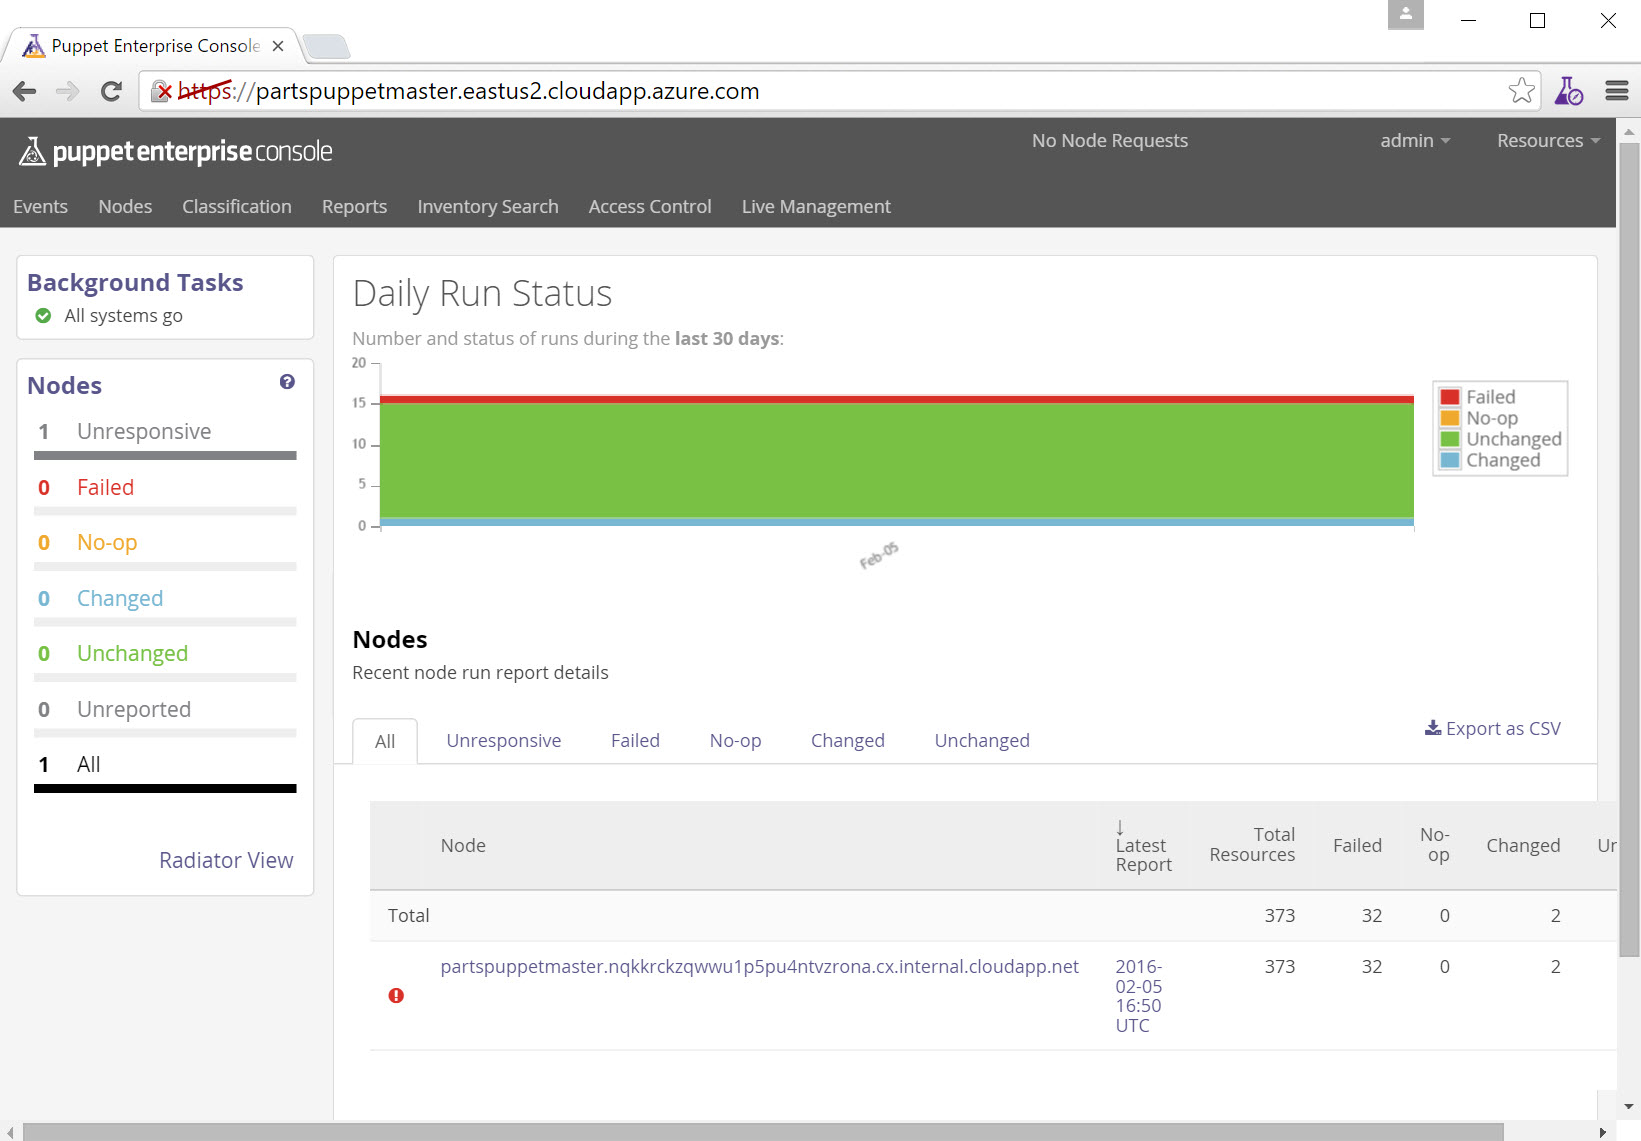 Puppet Enterprise Console
https://partspuppetmaster.eastus2.cloudapp.azure.com
puppet enterprise console
No Node Requests
admin
Resources
Events
Nodes
Classification
Reports
Inventory Search
Access Control
Live Management
Background Tasks
All systems go
Nodes
?
1 Unresponsive
0 Failed
0 No-op
0 Changed
0 Unchanged
0 Unreported
1 All
Radiator View
Daily Run Status
Number and status of runs during the last 30 days:
20
15
10
5
0
Feb-05
Failed
No-op
Unchanged
Changed
Nodes
Recent node run report details
All
Unresponsive
Failed
No-op
Changed
Unchanged
Export as CSV
Node
↓
Latest
Report
Total
Resources
Failed
No-
op
Changed
Ur
Total 373 32 0 2
partspuppetmaster.nqkkrckzqwwu1p5pu4ntvzrona.cx.internal.cloudapp.net
2016-
02-05
16:50
UTC
373 32 0 2